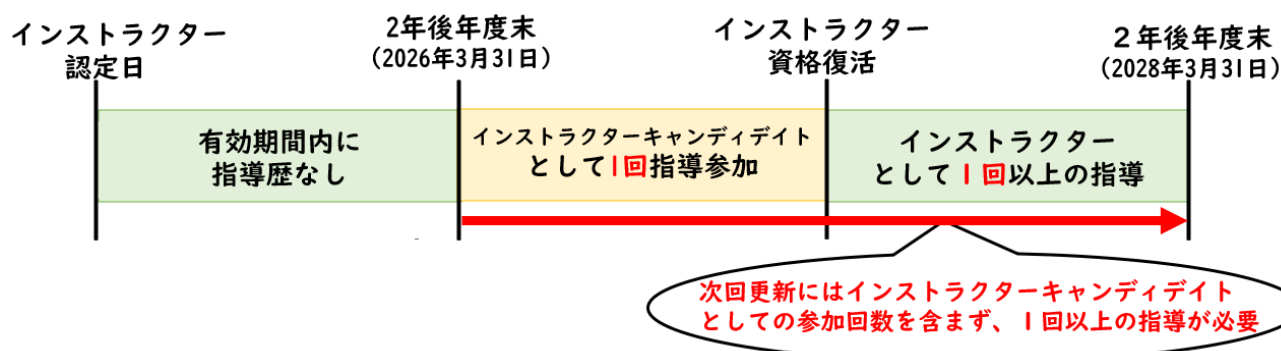 インストラクター
認定日
2年後年度末
(2026年3月31日)
インストラクター
資格復活
2年後年度末
(2028年3月31日)
有効期間内に
指導歴なし
インストラクターキャンディデイト
として1回指導参加
インストラクター
として1回以上の指導
次回更新にはインストラクターキャンディデイト
としての参加回数を含まず、1回以上の指導が必要